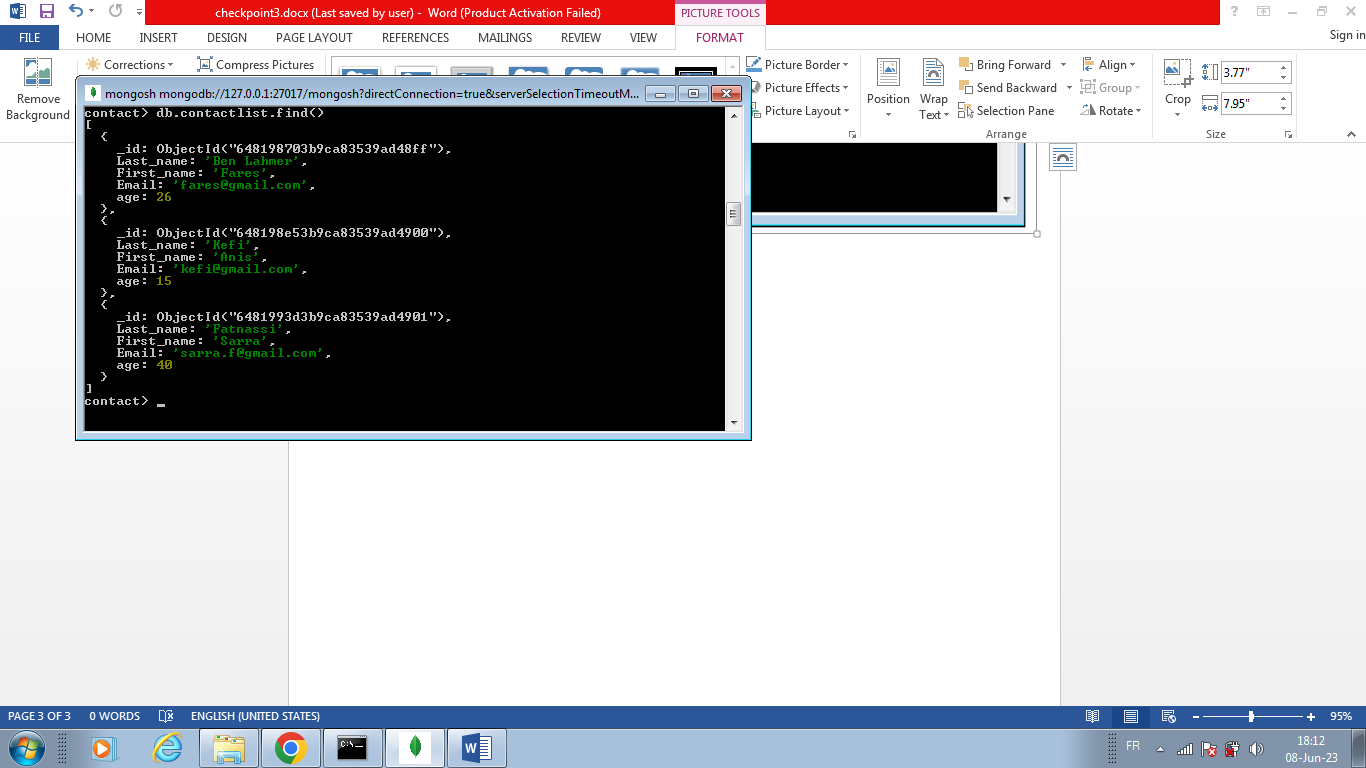 checkpoint3.docx (Last saved by user) - Word (Product Activation Failed)
PICTURE TOOLS
?
FILE HOME INSERT DESIGN PAGE LAYOUT REFERENCES MAILINGS REVIEW VIEW FORMAT
Sign in
Remove
Background
Corrections
Compress Pictures
Picture Border
Picture Effects
Picture Layout
Position
Wrap
Text
Bring Forward
Send Backward
Selection Pane
Align
Group
Rotate
Arrange
Crop
3.77"
7.95"
Size
mongosh mongodb://127.0.0.1:27017/mongosh?directConnection=true&serverSelectionTimeoutM...
contact> db.contactlist.find()
[
  {
    _id: ObjectId("648198703b9ca83539ad48ff"),
    Last_name: 'Ben Lahmer',
    First_name: 'Fares',
    Email: 'fares@gmail.com',
    age: 26
  },
  {
    _id: ObjectId("648198e53b9ca83539ad4900"),
    Last_name: 'Kefi',
    First_name: 'Anis',
    Email: 'kefi@gmail.com',
    age: 15
  },
  {
    _id: ObjectId("6481993d3b9ca83539ad4901"),
    Last_name: 'Fatnassi',
    First_name: 'Sarra',
    Email: 'sarra.f@gmail.com',
    age: 40
  }
]
contact> _
PAGE 3 OF 3 0 WORDS ENGLISH (UNITED STATES)
95%
C:\
FR
18:12
08-Jun-23